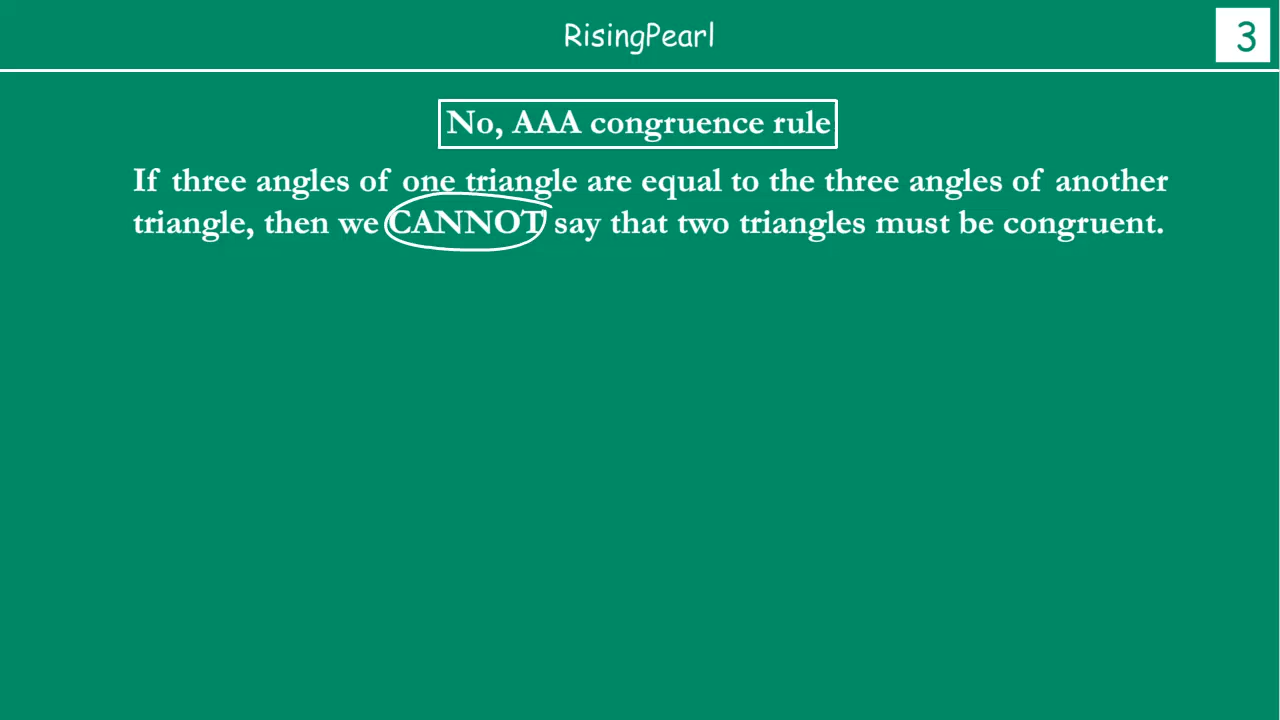 RisingPearl
3
No, AAA congruence rule
If three angles of one triangle are equal to the three angles of another
triangle, then we CANNOT say that two triangles must be congruent.